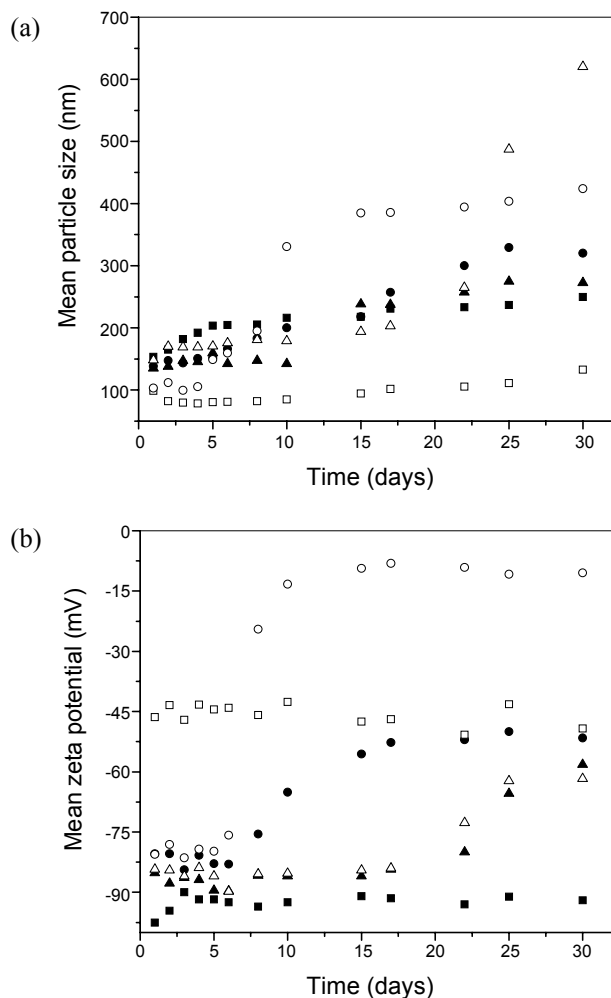 (a)
700
600
500
400
300
200
100
0 5 10 15 20 25 30
Mean particle size (nm)
Time (days)
(b)
0
-15
-30
-45
-60
-75
-90
0 5 10 15 20 25 30
Mean zeta potential (mV)
Time (days)